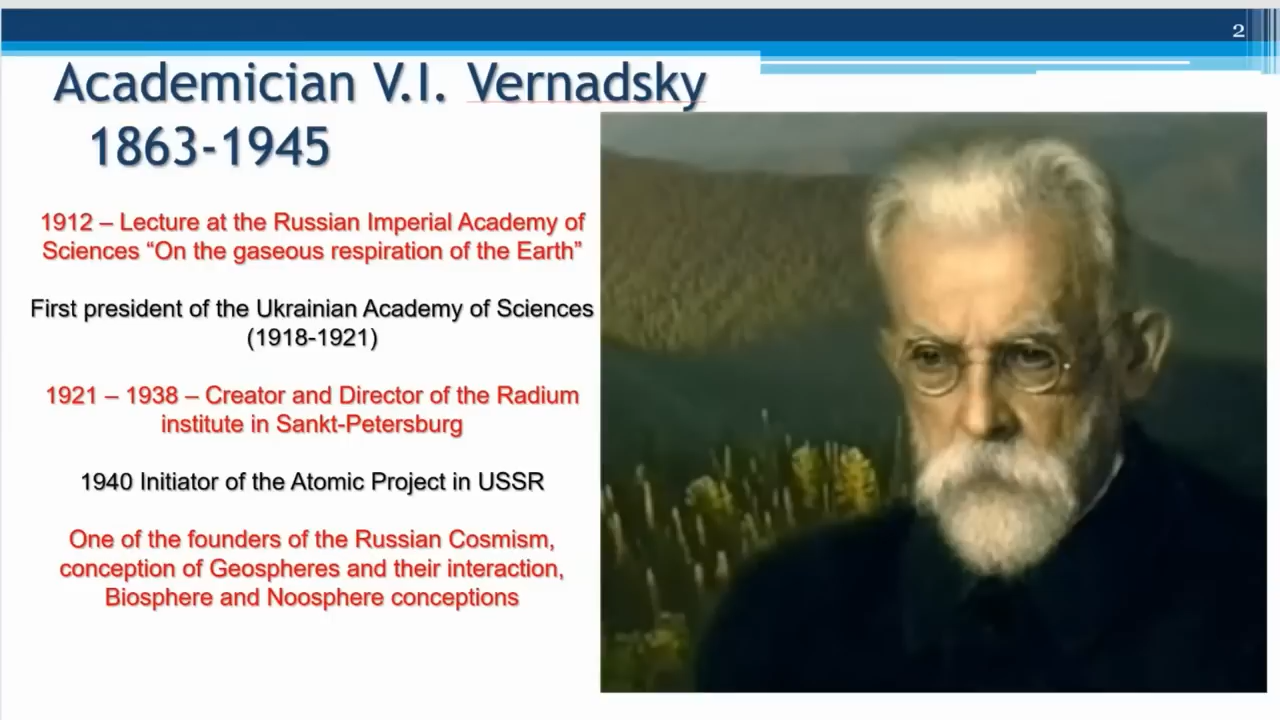 2
Academician V.I. Vernadsky
1863-1945
1912 – Lecture at the Russian Imperial Academy of
Sciences “On the gaseous respiration of the Earth”
First president of the Ukrainian Academy of Sciences
(1918-1921)
1921 – 1938 – Creator and Director of the Radium
institute in Sankt-Petersburg
1940 Initiator of the Atomic Project in USSR
One of the founders of the Russian Cosmism,
conception of Geospheres and their interaction,
Biosphere and Noosphere conceptions